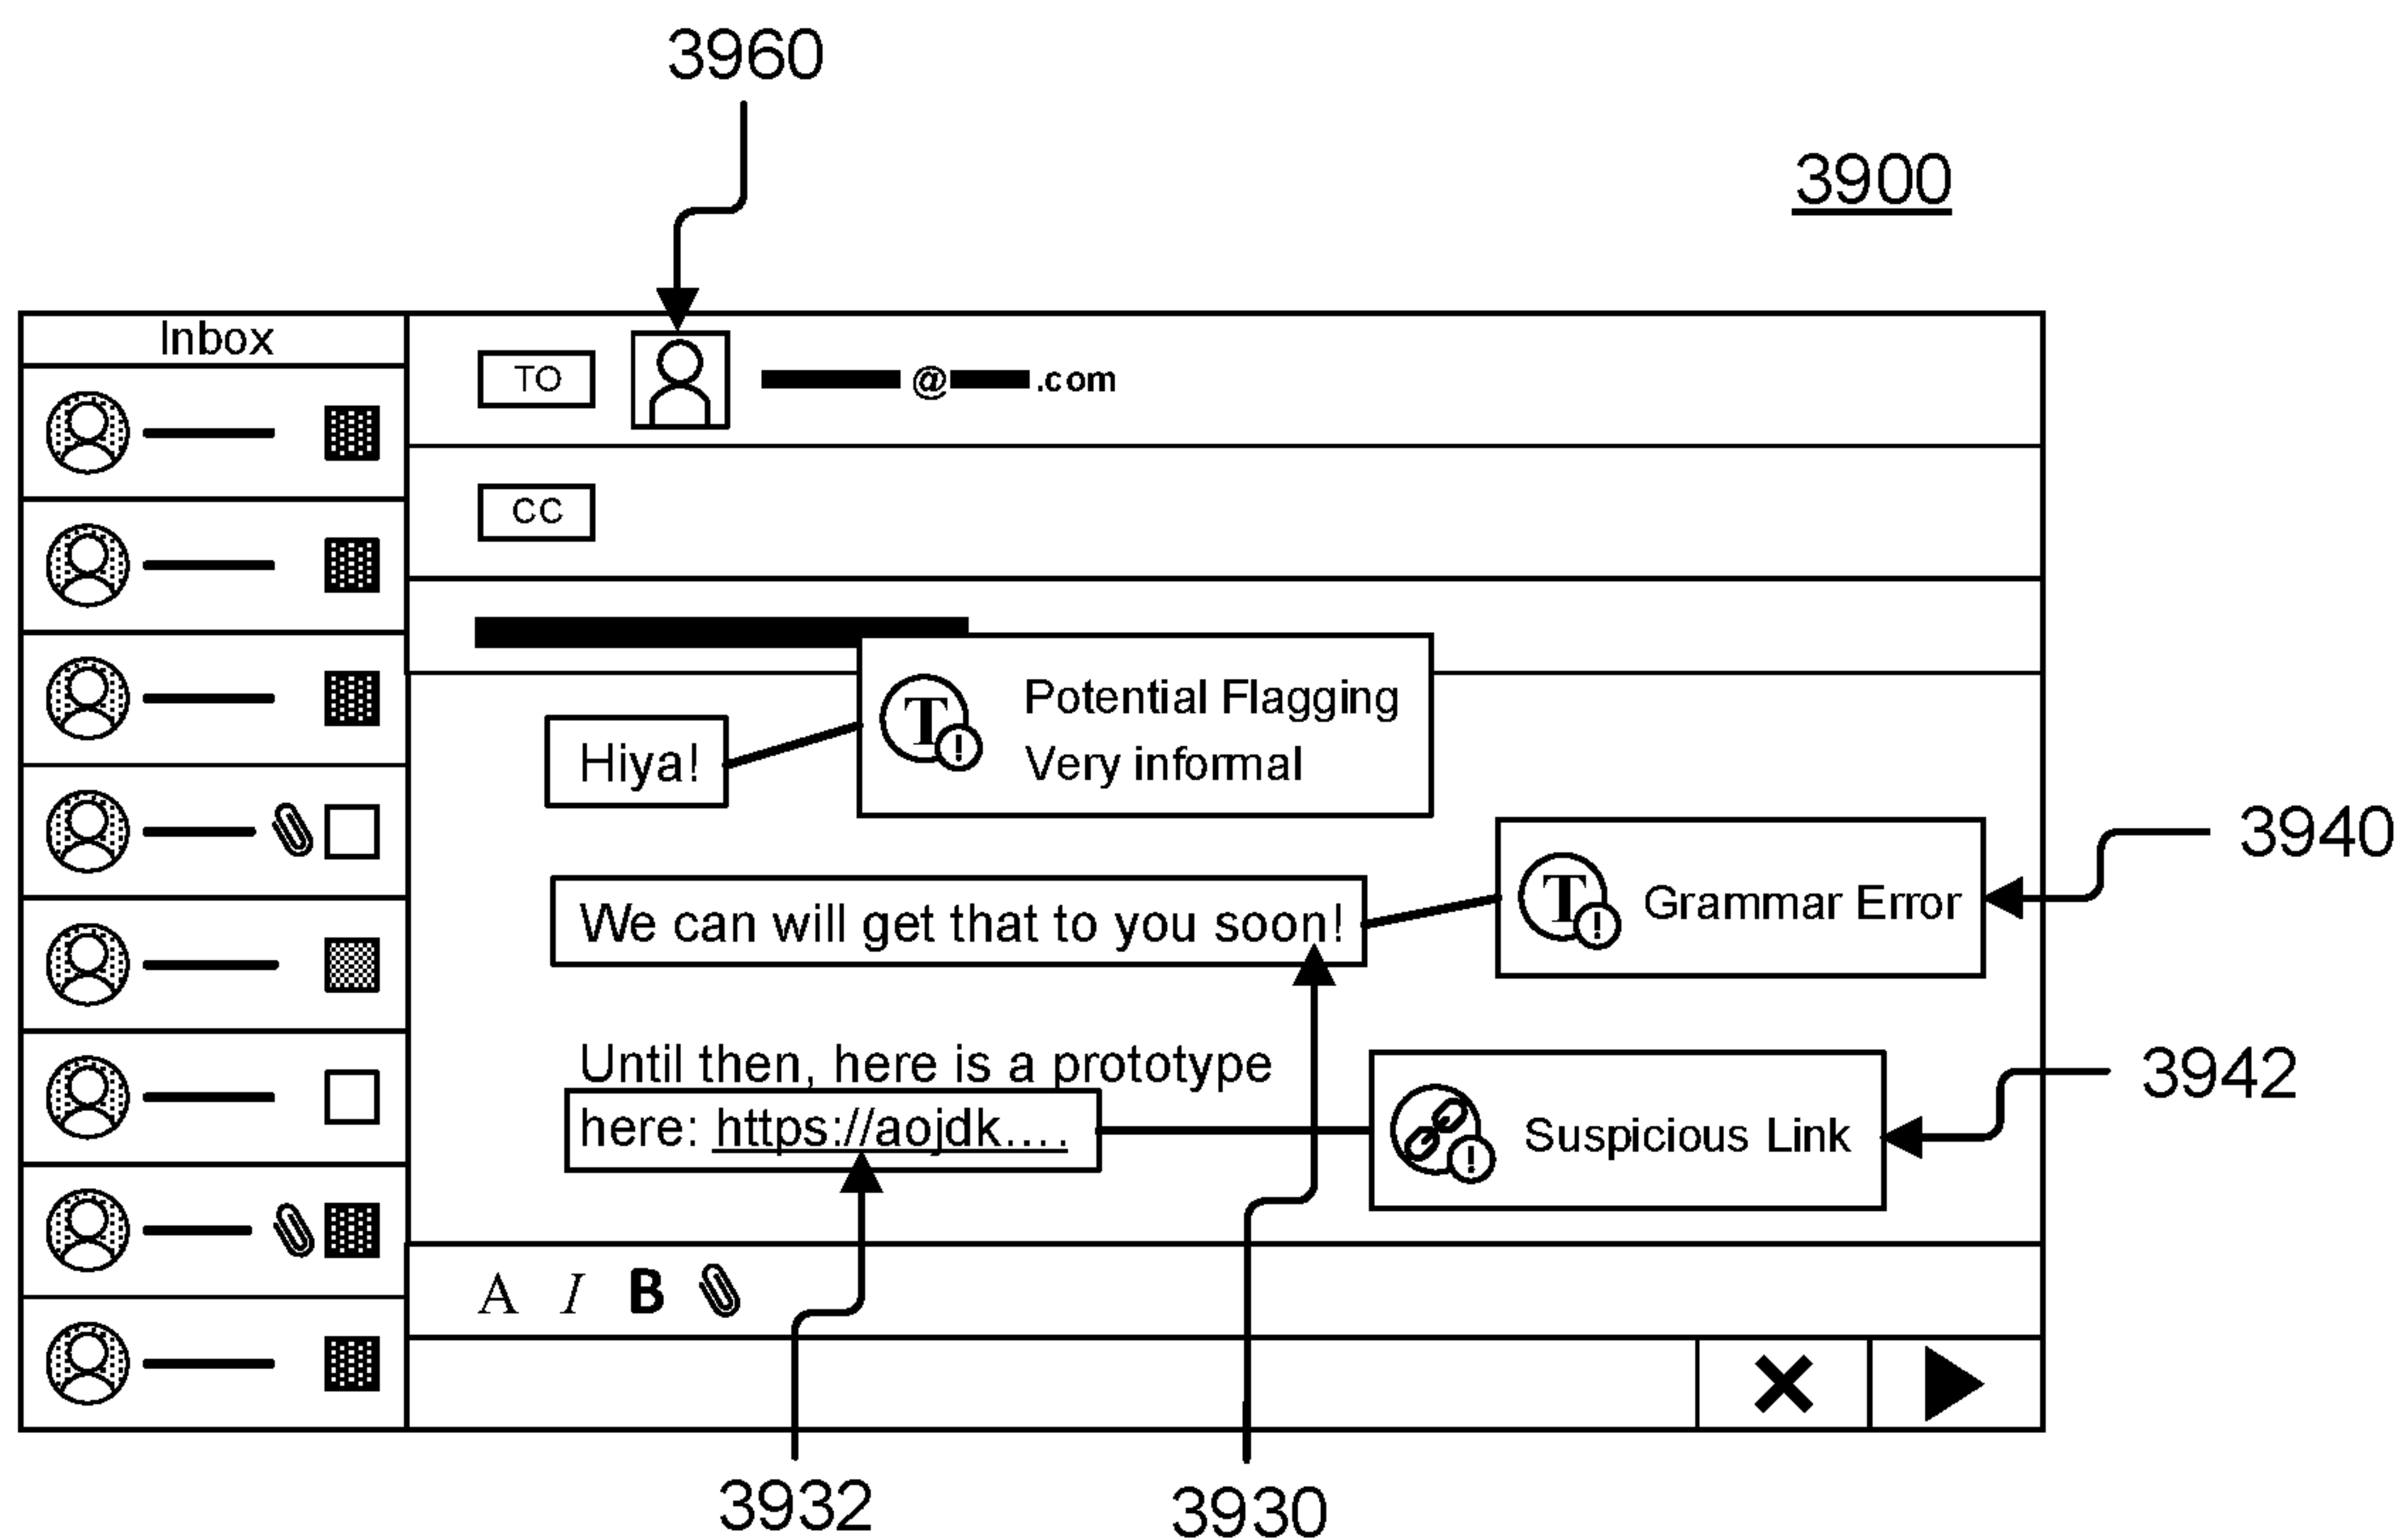 3960
3900
Inbox
TO
@ .com
CC
Potential Flagging
Very informal
T!
Hiya!
3940
T!
Grammar Error
We can will get that to you soon!
Until then, here is a prototype
here: https://aojdk....
!
Suspicious Link
3942
A I B
3932
3930